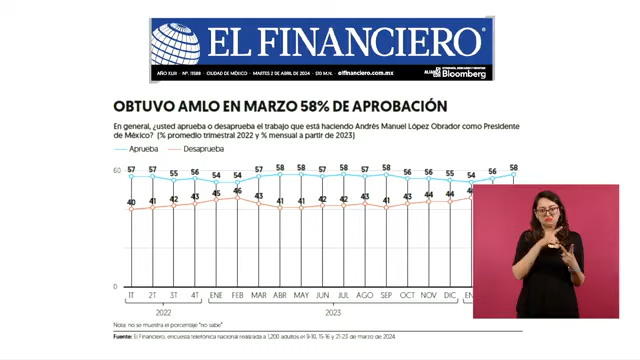 EL FINANCIERO®
AÑO XLIII · Nº. 11588 · CIUDAD DE MÉXICO · MARTES 2 DE ABRIL DE 2024 · $10 M.N. · elfinanciero.com.mx
Bloomberg
OBTUVO AMLO EN MARZO 58% DE APROBACIÓN
En general, ¿usted aprueba o desaprueba el trabajo que está haciendo Andrés Manuel López Obrador como Presidente
de México? (% promedio trimestral 2022 y % mensual a partir de 2023)
Aprueba Desaprueba
60
57 57 55 56 54 54 57 58 58 57 58 57 58 56 56 55 54 56 58
40 41 42 43 45 46 43 41 41 42 42 43 41 43 44 44
0
1T 2T 3T 4T ENE FEB MAR ABR MAY JUN JUL AGO SEP OCT NOV DIC
2022 2023
Nota: no se muestra el porcentaje "no sabe"
Fuente: El Financiero, encuesta telefónica nacional realizada a 1,200 adultos el 9-10, 15-16 y 21-23 de marzo de 2024